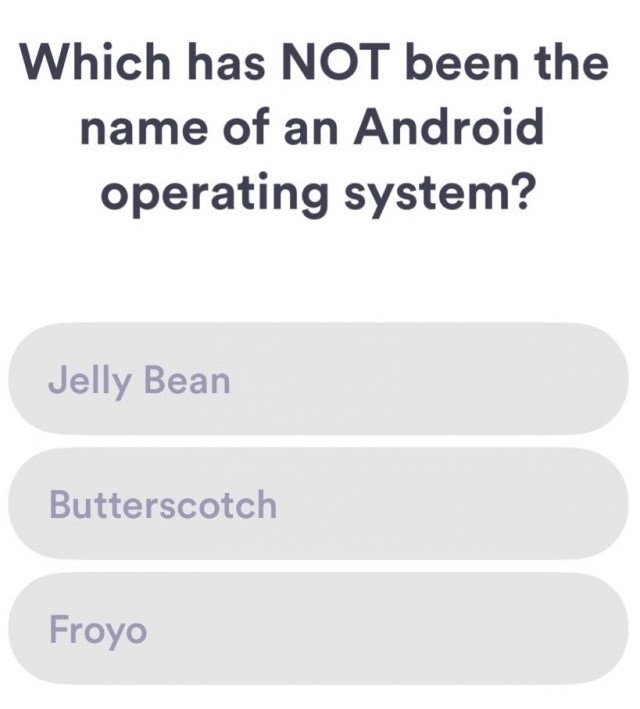 Which has NOT been the
name of an Android
operating system?
Jelly Bean
Butterscotch
Froyo